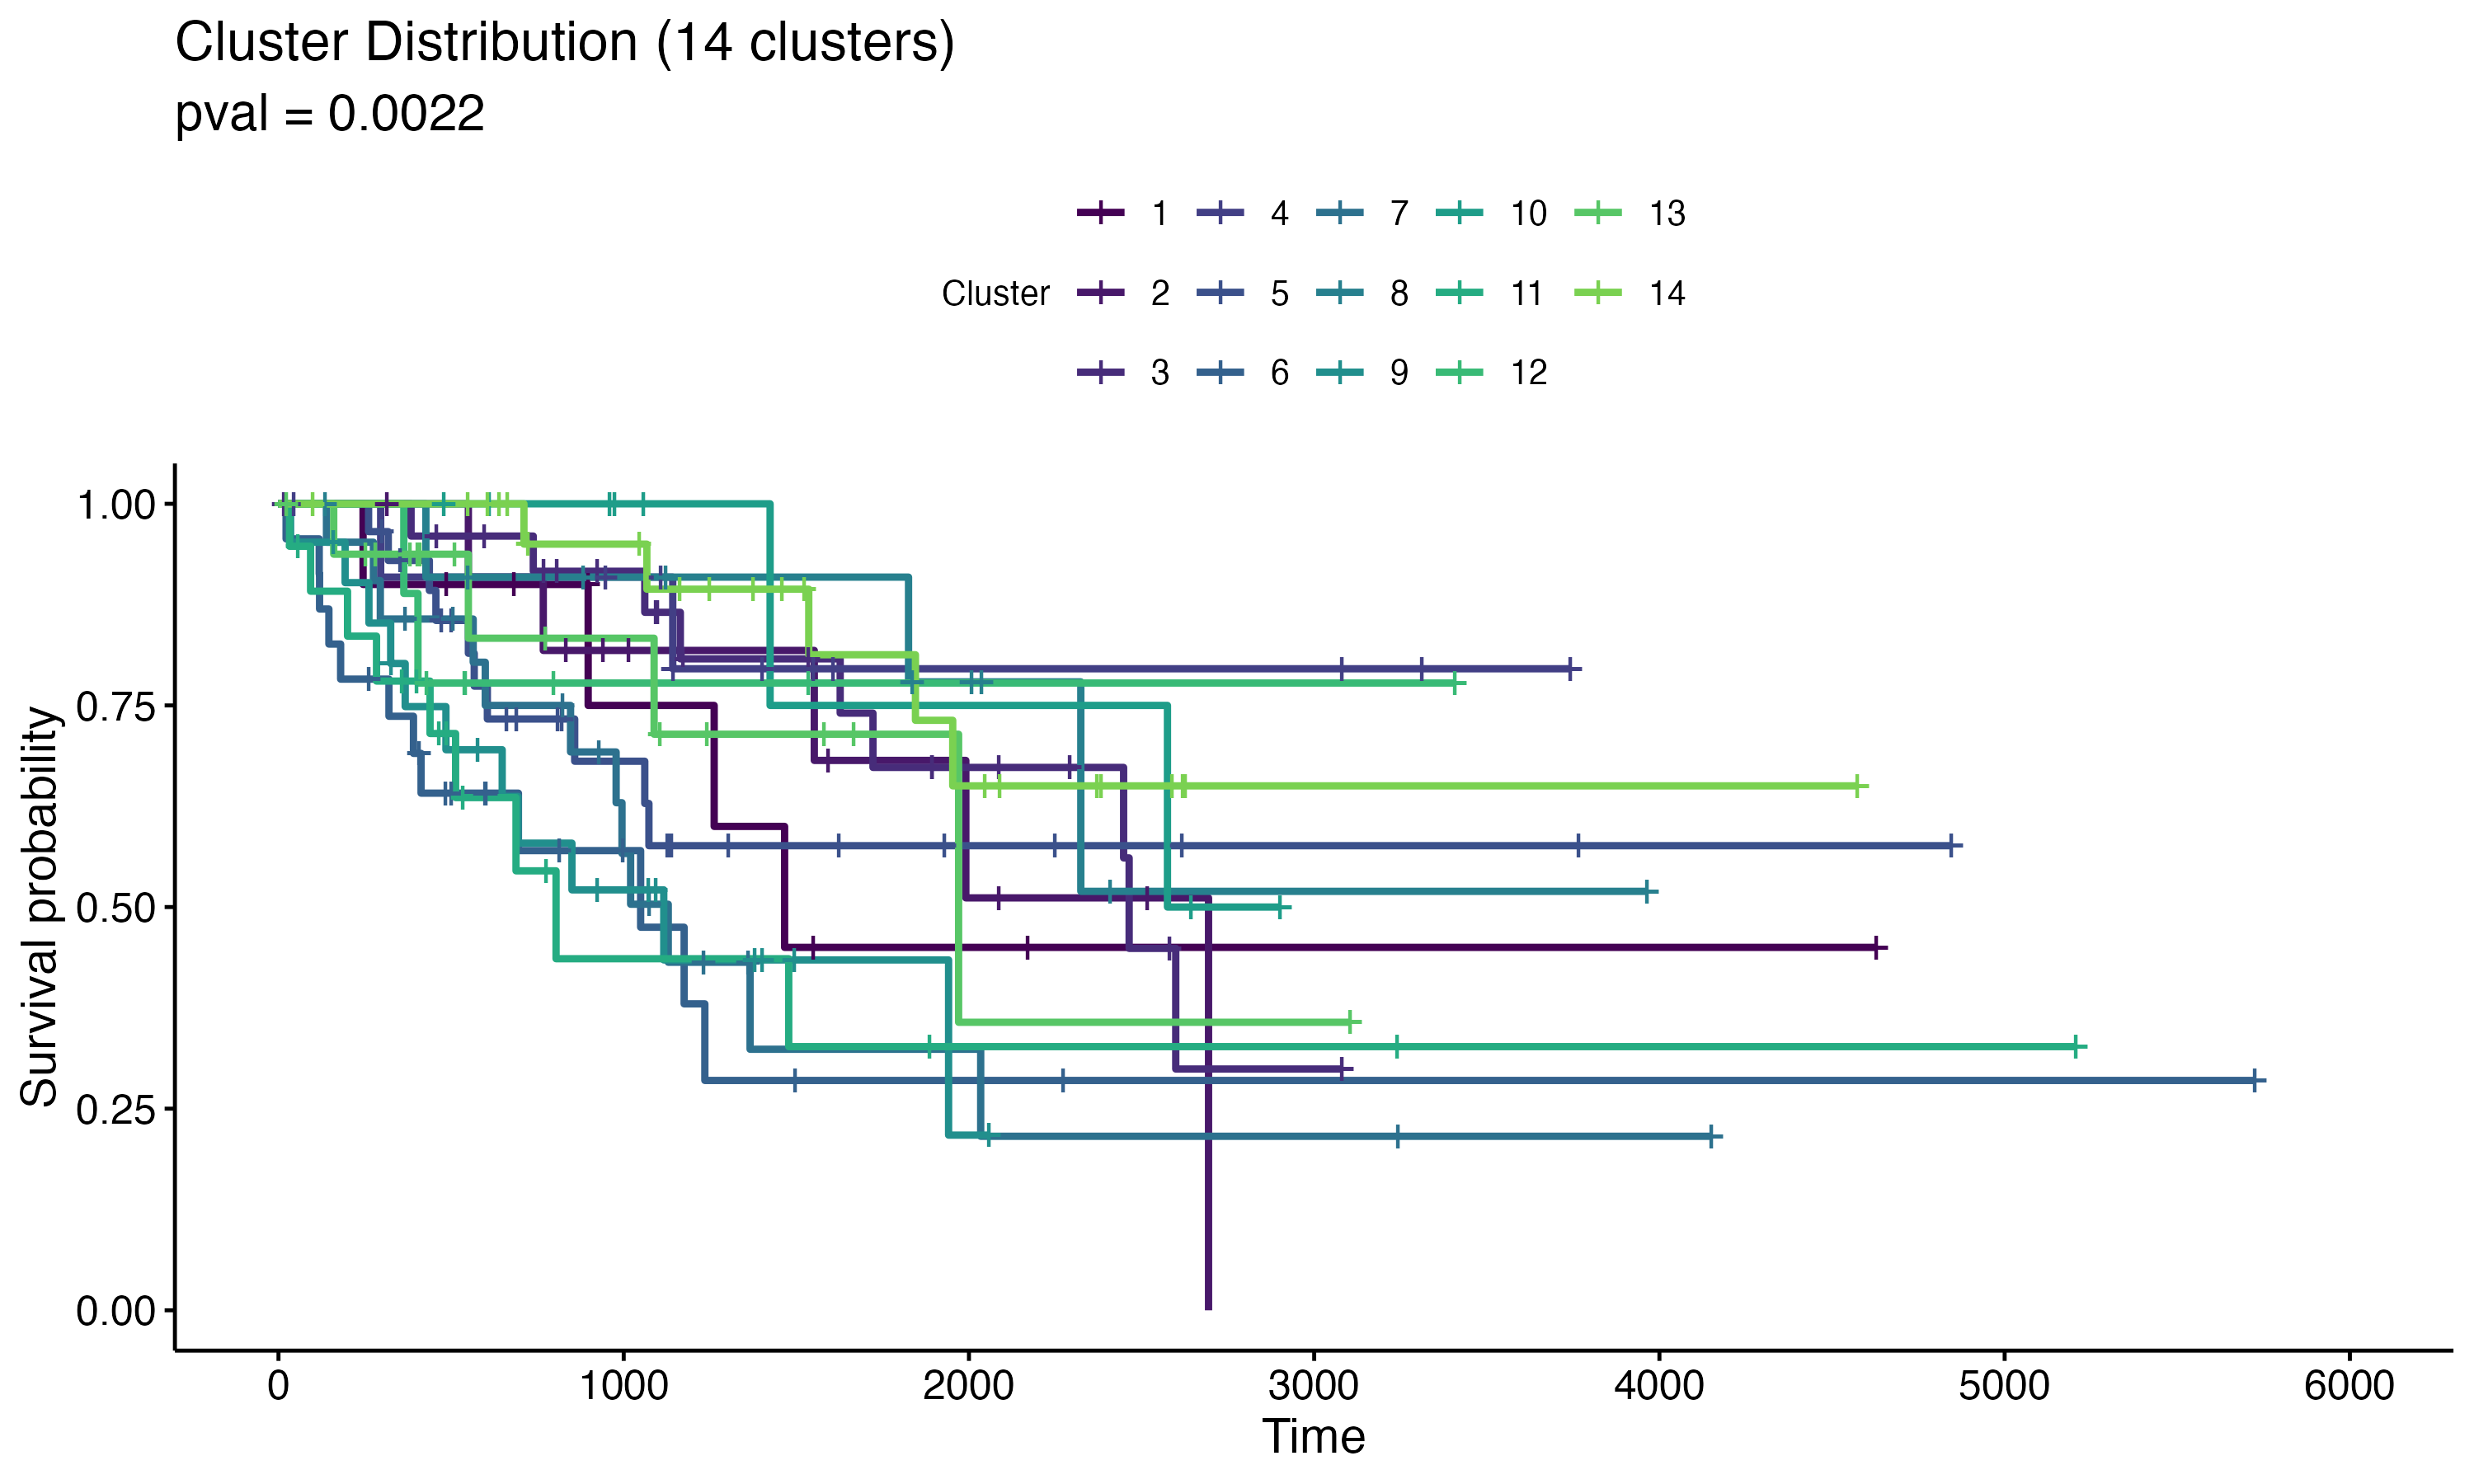 Cluster Distribution (14 clusters)
pval = 0.0022
1 4 7 10 13
Cluster 2 5 8 11 14
3 6 9 12
Survival probability
1.00
0.75
0.50
0.25
0.00
0 1000 2000 3000 4000 5000 6000
Time